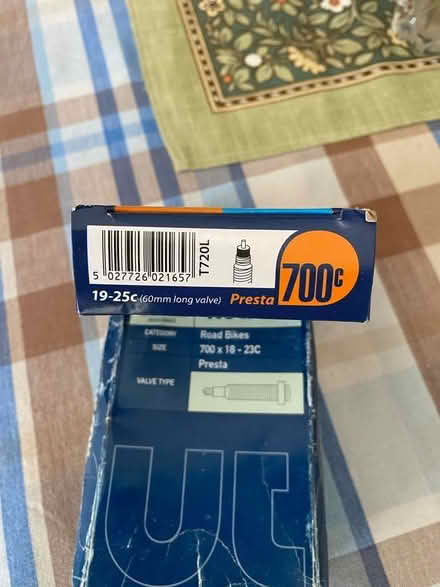 5 027726 021657
T720L
19-25c (60mm long valve) Presta
700c
CATEGORY Road Bikes
SIZE 700 x 18 - 23C
Presta
VALVE TYPE